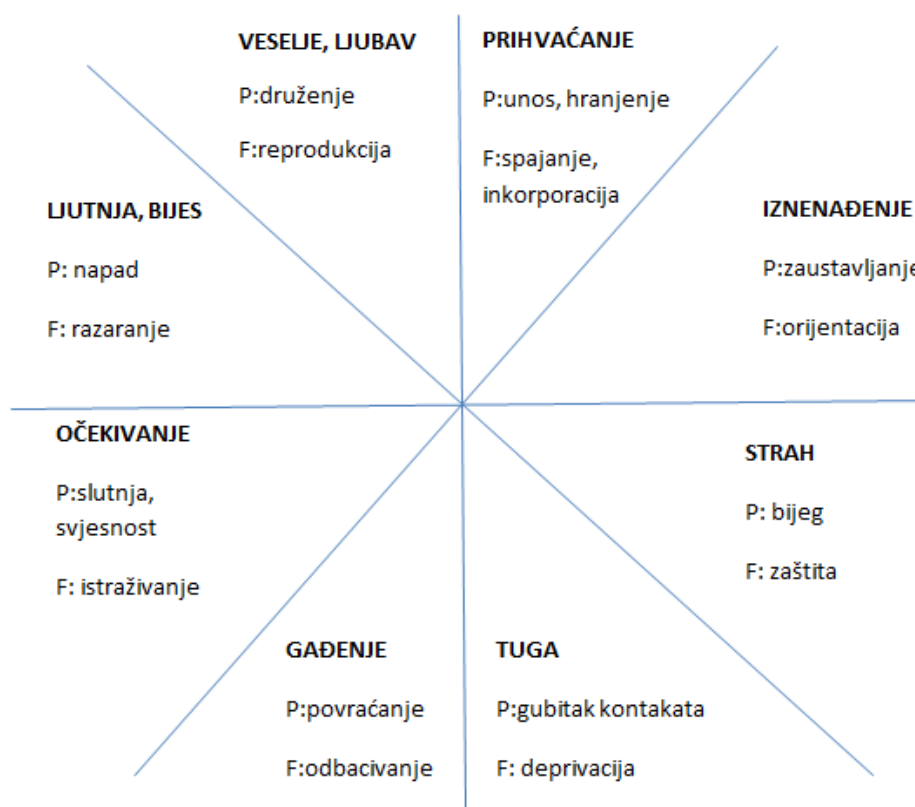 VESELJE, LJUBAV
P:druženje
F:reprodukcija
PRIHVAĆANJE
P:unos, hranjenje
F:spajanje,
inkorporacija
LJUTNJA, BIJES
P: napad
F: razaranje
IZNENAĐENJE
P:zaustavljanje
F:orijentacija
OČEKIVANJE
P:slutnja,
svjesnost
F: istraživanje
STRAH
P: bijeg
F: zaštita
GAĐENJE
P:povraćanje
F:odbacivanje
TUGA
P:gubitak kontakata
F: deprivacija